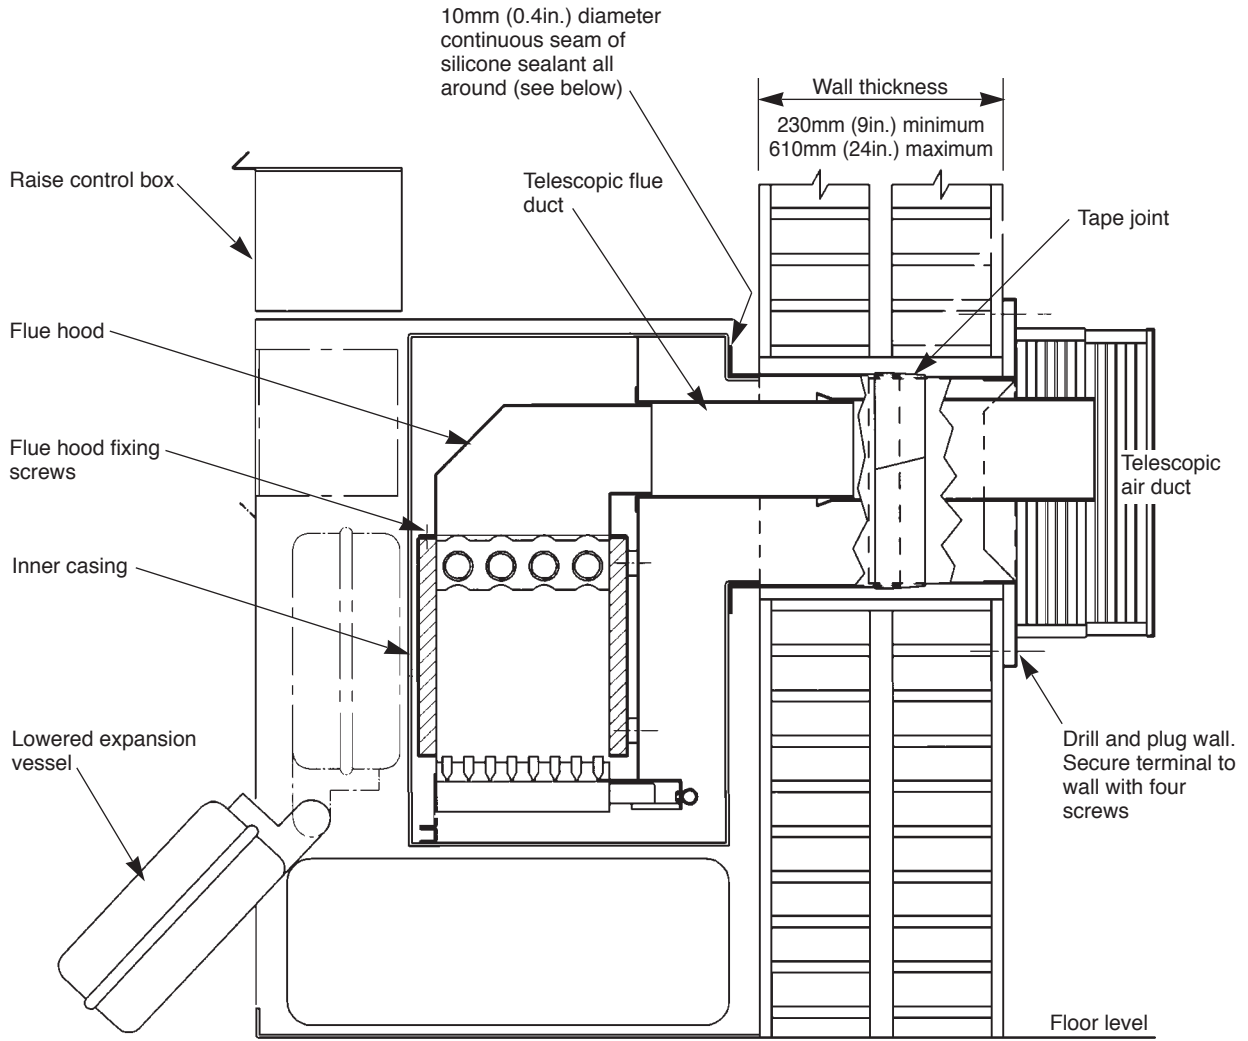 10mm (0.4in.) diameter
continuous seam of
silicone sealant all
around (see below)
Wall thickness
230mm (9in.) minimum
610mm (24in.) maximum
Raise control box
Telescopic flue
duct
Tape joint
Flue hood
Flue hood fixing
screws
Telescopic
air duct
Inner casing
Lowered expansion
vessel
Drill and plug wall.
Secure terminal to
wall with four
screws
Floor level